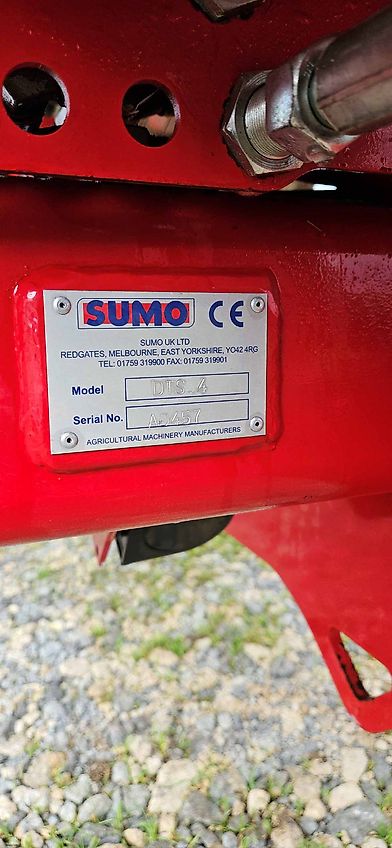 SUMO CE
SUMO UK LTD
REDGATES, MELBOURNE, EAST YORKSHIRE, YO42 4RG
TEL: 01759 319900 FAX: 01759 319901
Model DTS.4
Serial No.
AGRICULTURAL MACHINERY MANUFACTURERS